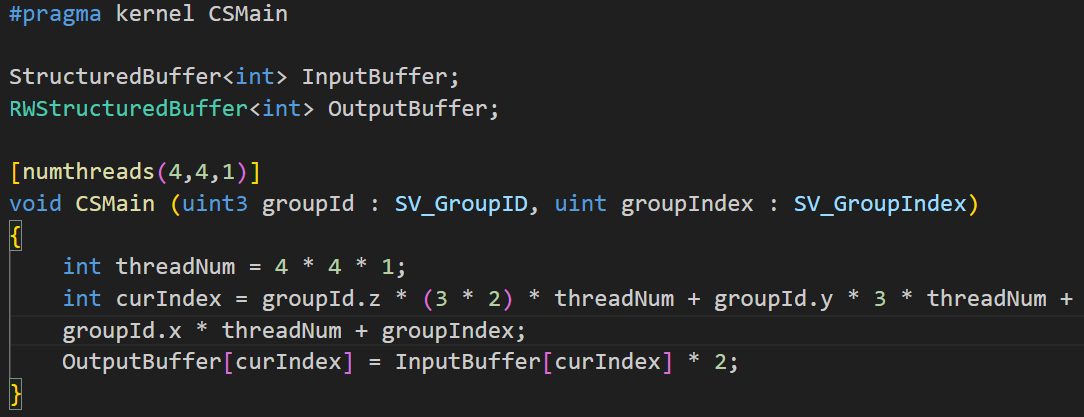 #pragma kernel CSMain
StructuredBuffer<int> InputBuffer;
RWStructuredBuffer<int> OutputBuffer;
[numthreads(4,4,1)]
void CSMain (uint3 groupId : SV_GroupID, uint groupIndex : SV_GroupIndex)
{
int threadNum = 4 * 4 * 1;
int curIndex = groupId.z * (3 * 2) * threadNum + groupId.y * 3 * threadNum +
groupId.x * threadNum + groupIndex;
OutputBuffer[curIndex] = InputBuffer[curIndex] * 2;
}